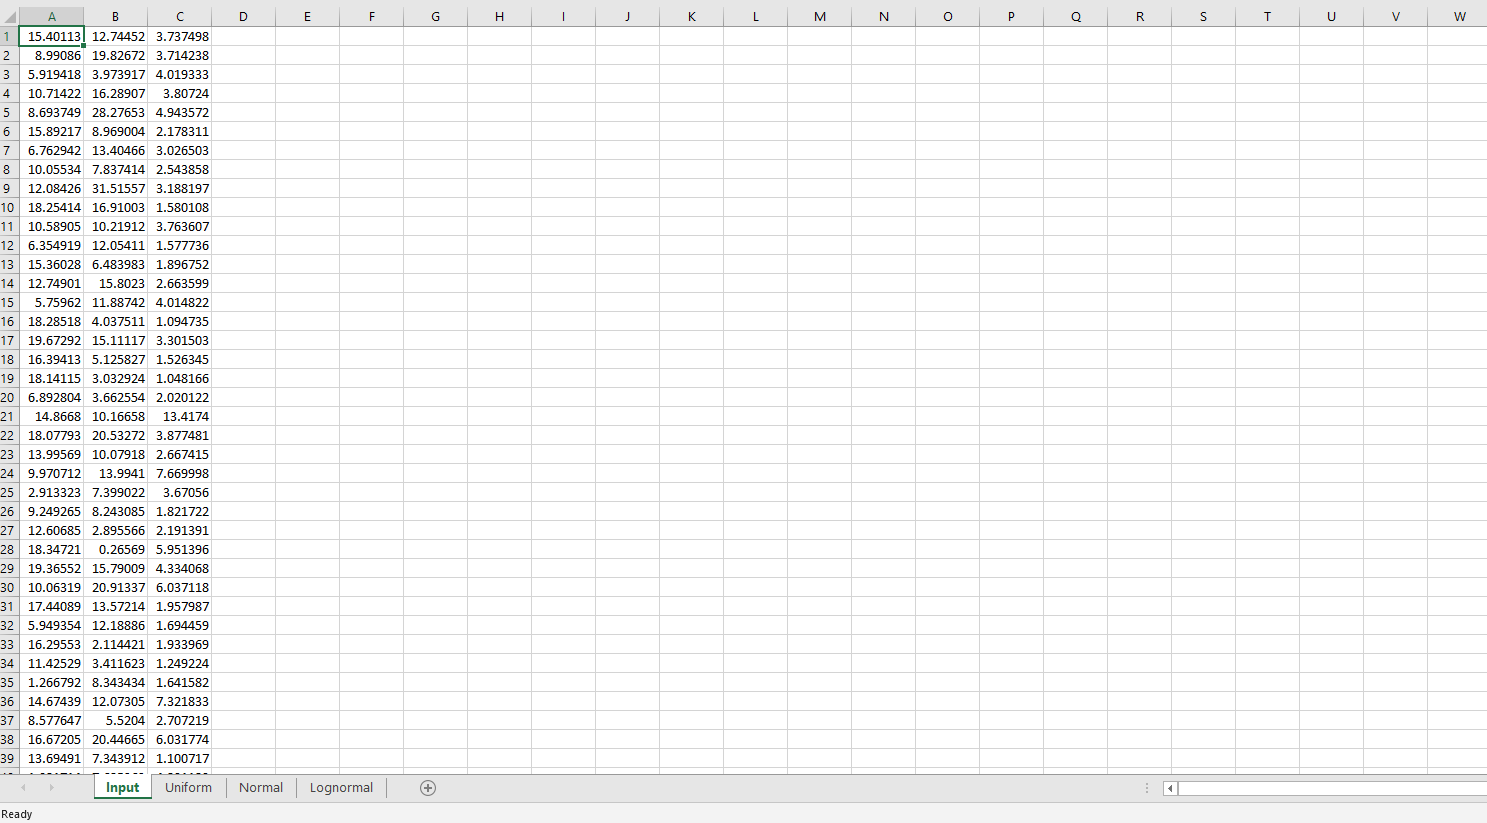 A B C D E F G H I J K L M N O P Q R S T U V W
1 15.40113 12.74452 3.737498
2 8.99086 19.82672 3.714238
3 5.919418 3.973917 4.019333
4 10.71422 16.28907 3.80724
5 8.693749 28.27653 4.943572
6 15.89217 8.969004 2.178311
7 6.762942 13.40466 3.026503
8 10.05534 7.837414 2.543858
9 12.08426 31.51557 3.188197
10 18.25414 16.91003 1.580108
11 10.58905 10.21912 3.763607
12 6.354919 12.05411 1.577736
13 15.36028 6.483983 1.896752
14 12.74901 15.8023 2.663599
15 5.75962 11.88742 4.014822
16 18.28518 4.037511 1.094735
17 19.67292 15.11117 3.301503
18 16.39413 5.125827 1.526345
19 18.14115 3.032924 1.048166
20 6.892804 3.662554 2.020122
21 14.8668 10.16658 13.4174
22 18.07793 20.53272 3.877481
23 13.99569 10.07918 2.667415
24 9.970712 13.9941 7.669998
25 2.913323 7.399022 3.67056
26 9.249265 8.243085 1.821722
27 12.60685 2.895566 2.191391
28 18.34721 0.26569 5.951396
29 19.36552 15.79009 4.334068
30 10.06319 20.91337 6.037118
31 17.44089 13.57214 1.957987
32 5.949354 12.18886 1.694459
33 16.29553 2.114421 1.933969
34 11.42529 3.411623 1.249224
35 1.266792 8.343434 1.641582
36 14.67439 12.07305 7.321833
37 8.577647 5.5204 2.707219
38 16.67205 20.44665 6.031774
39 13.69491 7.343912 1.100717
Input Uniform Normal Lognormal
Ready